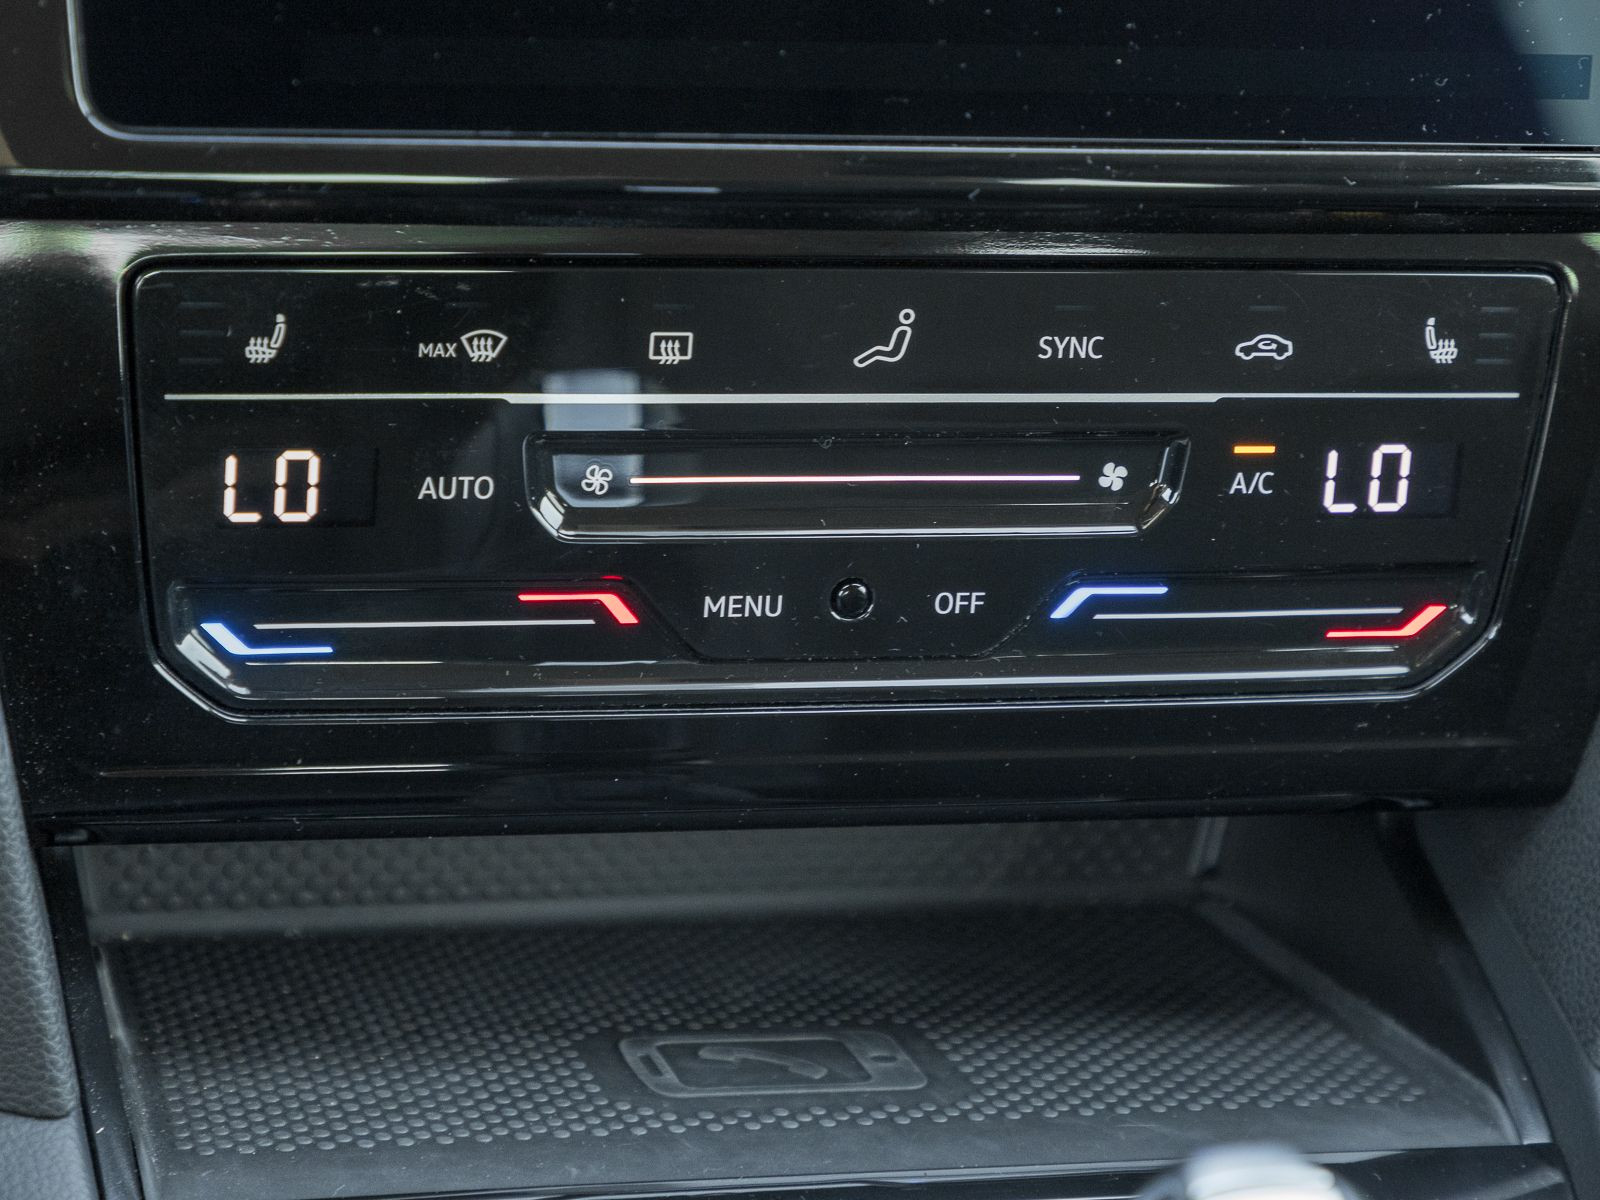 MAX
SYNC
LO AUTO A/C LO
MENU OFF